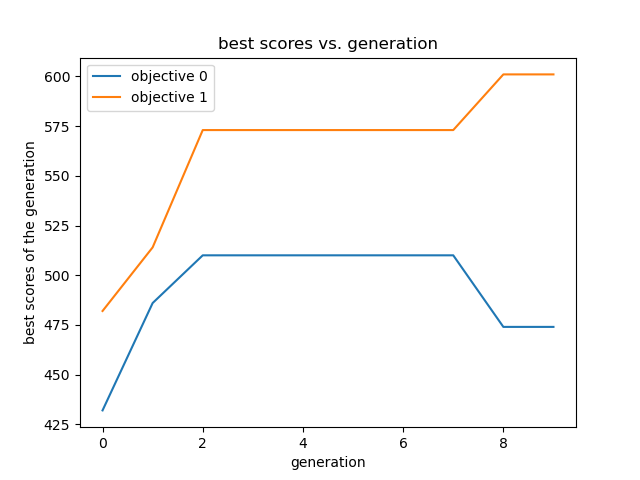 best scores vs. generation
objective 0
objective 1
600
575
550
525
500
475
450
425
best scores of the generation
0 2 4 6 8
generation